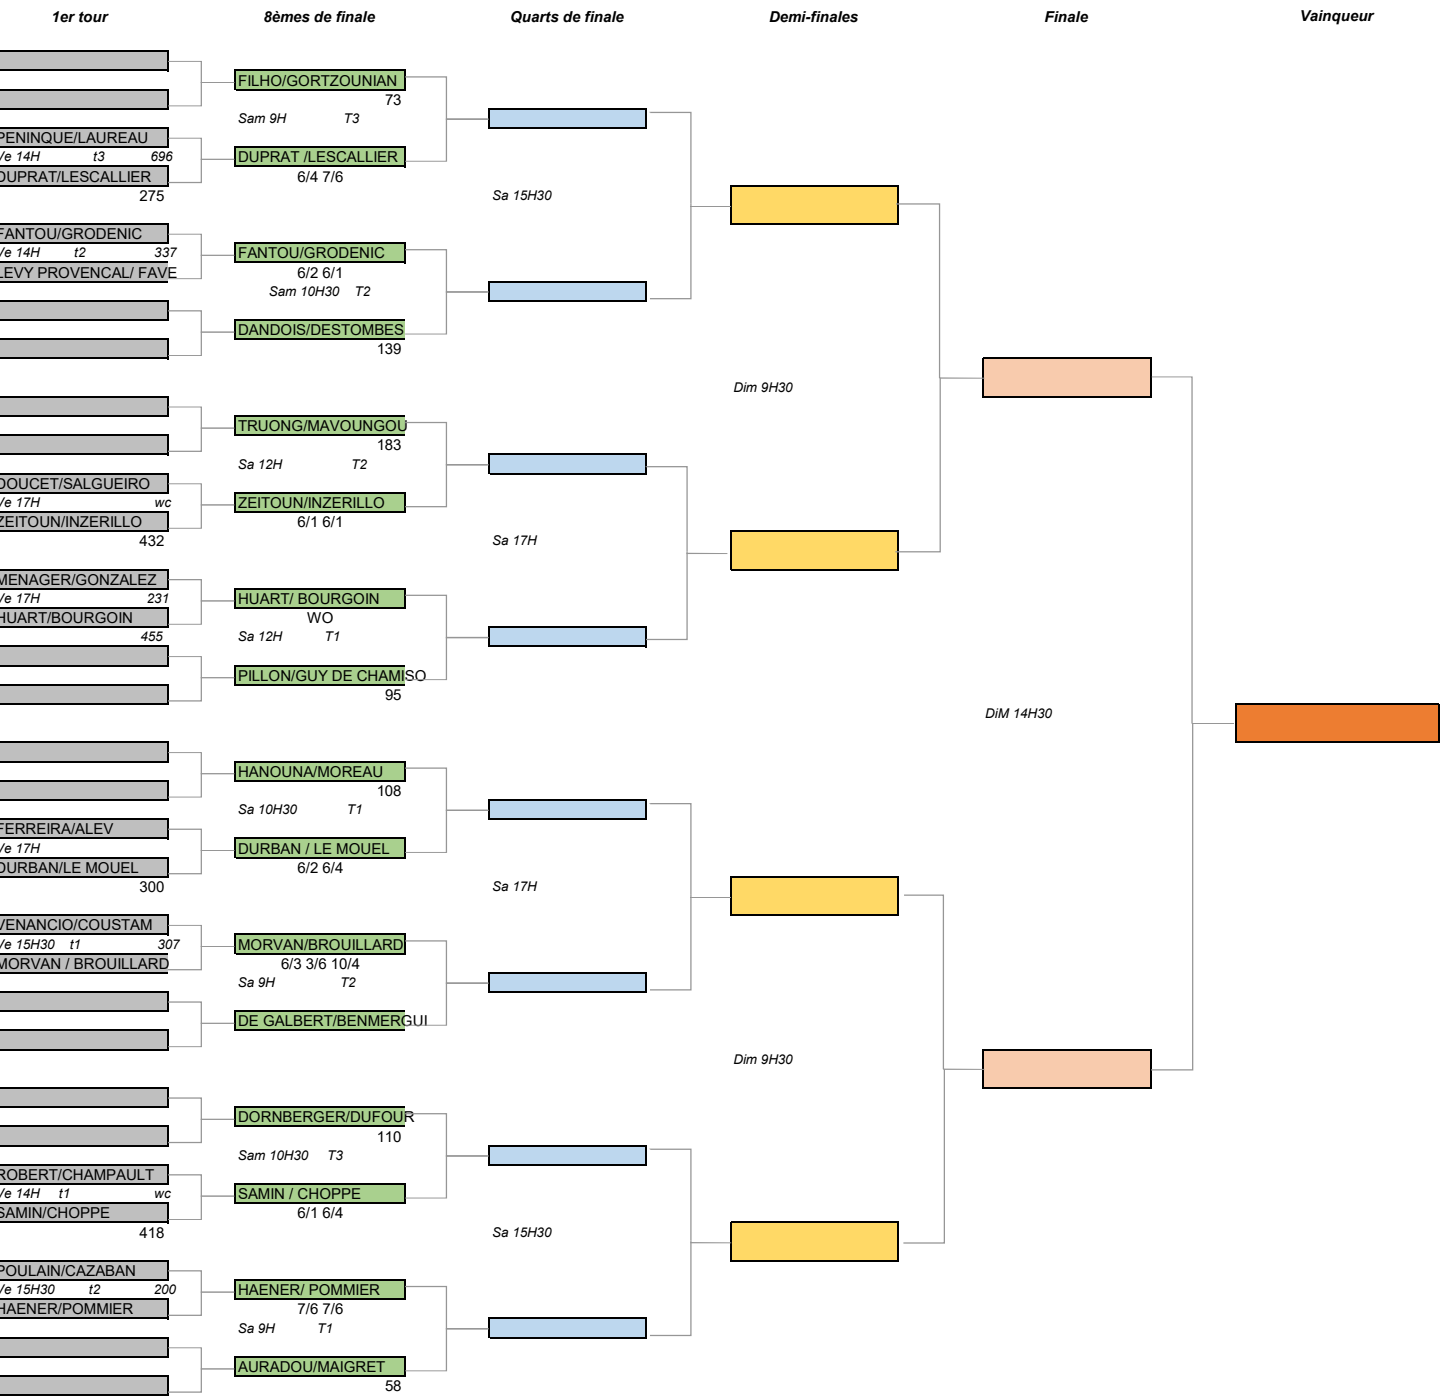 1er tour 8èmes de finale Quarts de finale Demi-finales Finale Vainqueur
FILHO/GORTZOUNIAN
73
Sam 9H T3
PENINQUE/LAUREAU
Ve 14H t3 696
DUPRAT /LESCALLIER
DUPRAT/LESCALLIER
6/4 7/6
275
Sa 15H30
FANTOU/GRODENIC
Ve 14H t2 337
FANTOU/GRODENIC
LEVY PROVENCAL/ FAVE
6/2 6/1
Sam 10H30 T2
DANDOIS/DESTOMBES
139
Dim 9H30
TRUONG/MAVOUNGOU
183
Sa 12H T2
DOUCET/SALGUEIRO
Ve 17H wc
ZEITOUN/INZERILLO
ZEITOUN/INZERILLO
6/1 6/1
432
Sa 17H
MENAGER/GONZALEZ
Ve 17H 231
HUART/ BOURGOIN
HUART/BOURGOIN
WO
455
Sa 12H T1
PILLON/GUY DE CHAMISO
95
DiM 14H30
HANOUNA/MOREAU
108
Sa 10H30 T1
FERREIRA/ALEV
Ve 17H
DURBAN / LE MOUEL
DURBAN/LE MOUEL
6/2 6/4
300
Sa 17H
VENANCIO/COUSTAM
Ve 15H30 t1 307
MORVAN/BROUILLARD
MORVAN / BROUILLARD
6/3 3/6 10/4
Sa 9H T2
DE GALBERT/BENMERGUI
Dim 9H30
DORNBERGER/DUFOUR
110
Sam 10H30 T3
ROBERT/CHAMPAULT
Ve 14H t1 wc
SAMIN / CHOPPE
SAMIN/CHOPPE
6/1 6/4
418
Sa 15H30
POULAIN/CAZABAN
Ve 15H30 t2 200
HAENER/ POMMIER
HAENER/POMMIER
7/6 7/6
Sa 9H T1
AURADOU/MAIGRET
58